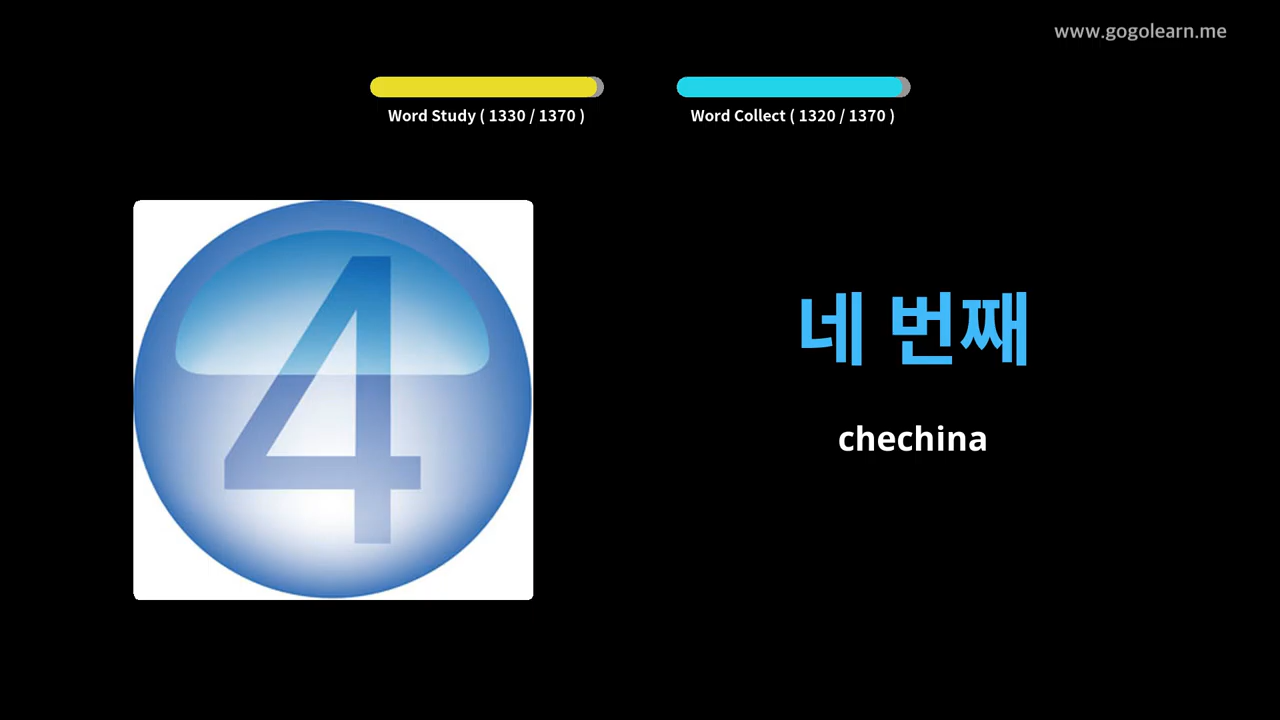 www.gogolearn.me
Word Study ( 1330 / 1370 )
Word Collect ( 1320 / 1370 )
4
네 번째
chechina